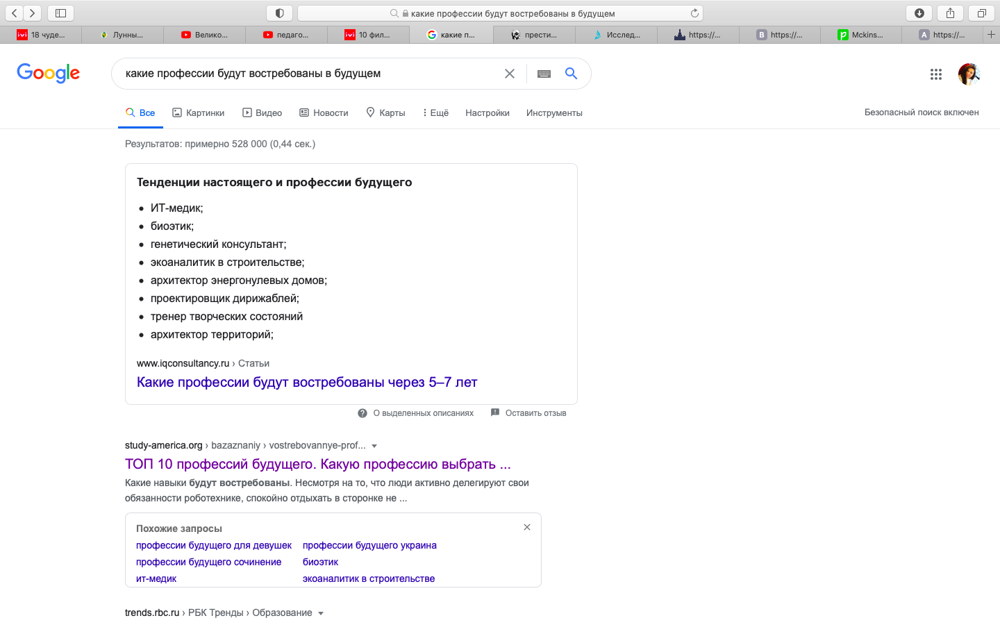 какие профессии будут востребованы в будущем
18 чуде...
Лунны...
Велико...
педаго...
10 фил...
какие п...
прести...
Исслед...
https://...
B https://...
Mckins...
A https://...
Google
какие профессии будут востребованы в будущем
Все
Картинки
Видео
Новости
Карты
Ещё
Настройки
Инструменты
Безопасный поиск включен
Результатов: примерно 528 000 (0,44 сек.)
Тенденции настоящего и профессии будущего
ИТ-медик;
биоэтик;
генетический консультант;
экоаналитик в строительстве;
архитектор энергонулевых домов;
проектировщик дирижаблей;
тренер творческих состояний
архитектор территорий;
www.iqconsultancy.ru › Статьи
Какие профессии будут востребованы через 5–7 лет
О выделенных описаниях
Оставить отзыв
study-america.org › bazaznaniy › vostrebovannye-prof...
ТОП 10 профессий будущего. Какую профессию выбрать ...
Какие навыки будут востребованы. Несмотря на то, что люди активно делегируют свои
обязанности роботехнике, спокойно отдыхать в сторонке не ...
Похожие запросы
профессии будущего для девушек
профессии будущего украина
профессии будущего сочинение
биоэтик
ит-медик
экоаналитик в строительстве
trends.rbc.ru › РБК Тренды › Образование